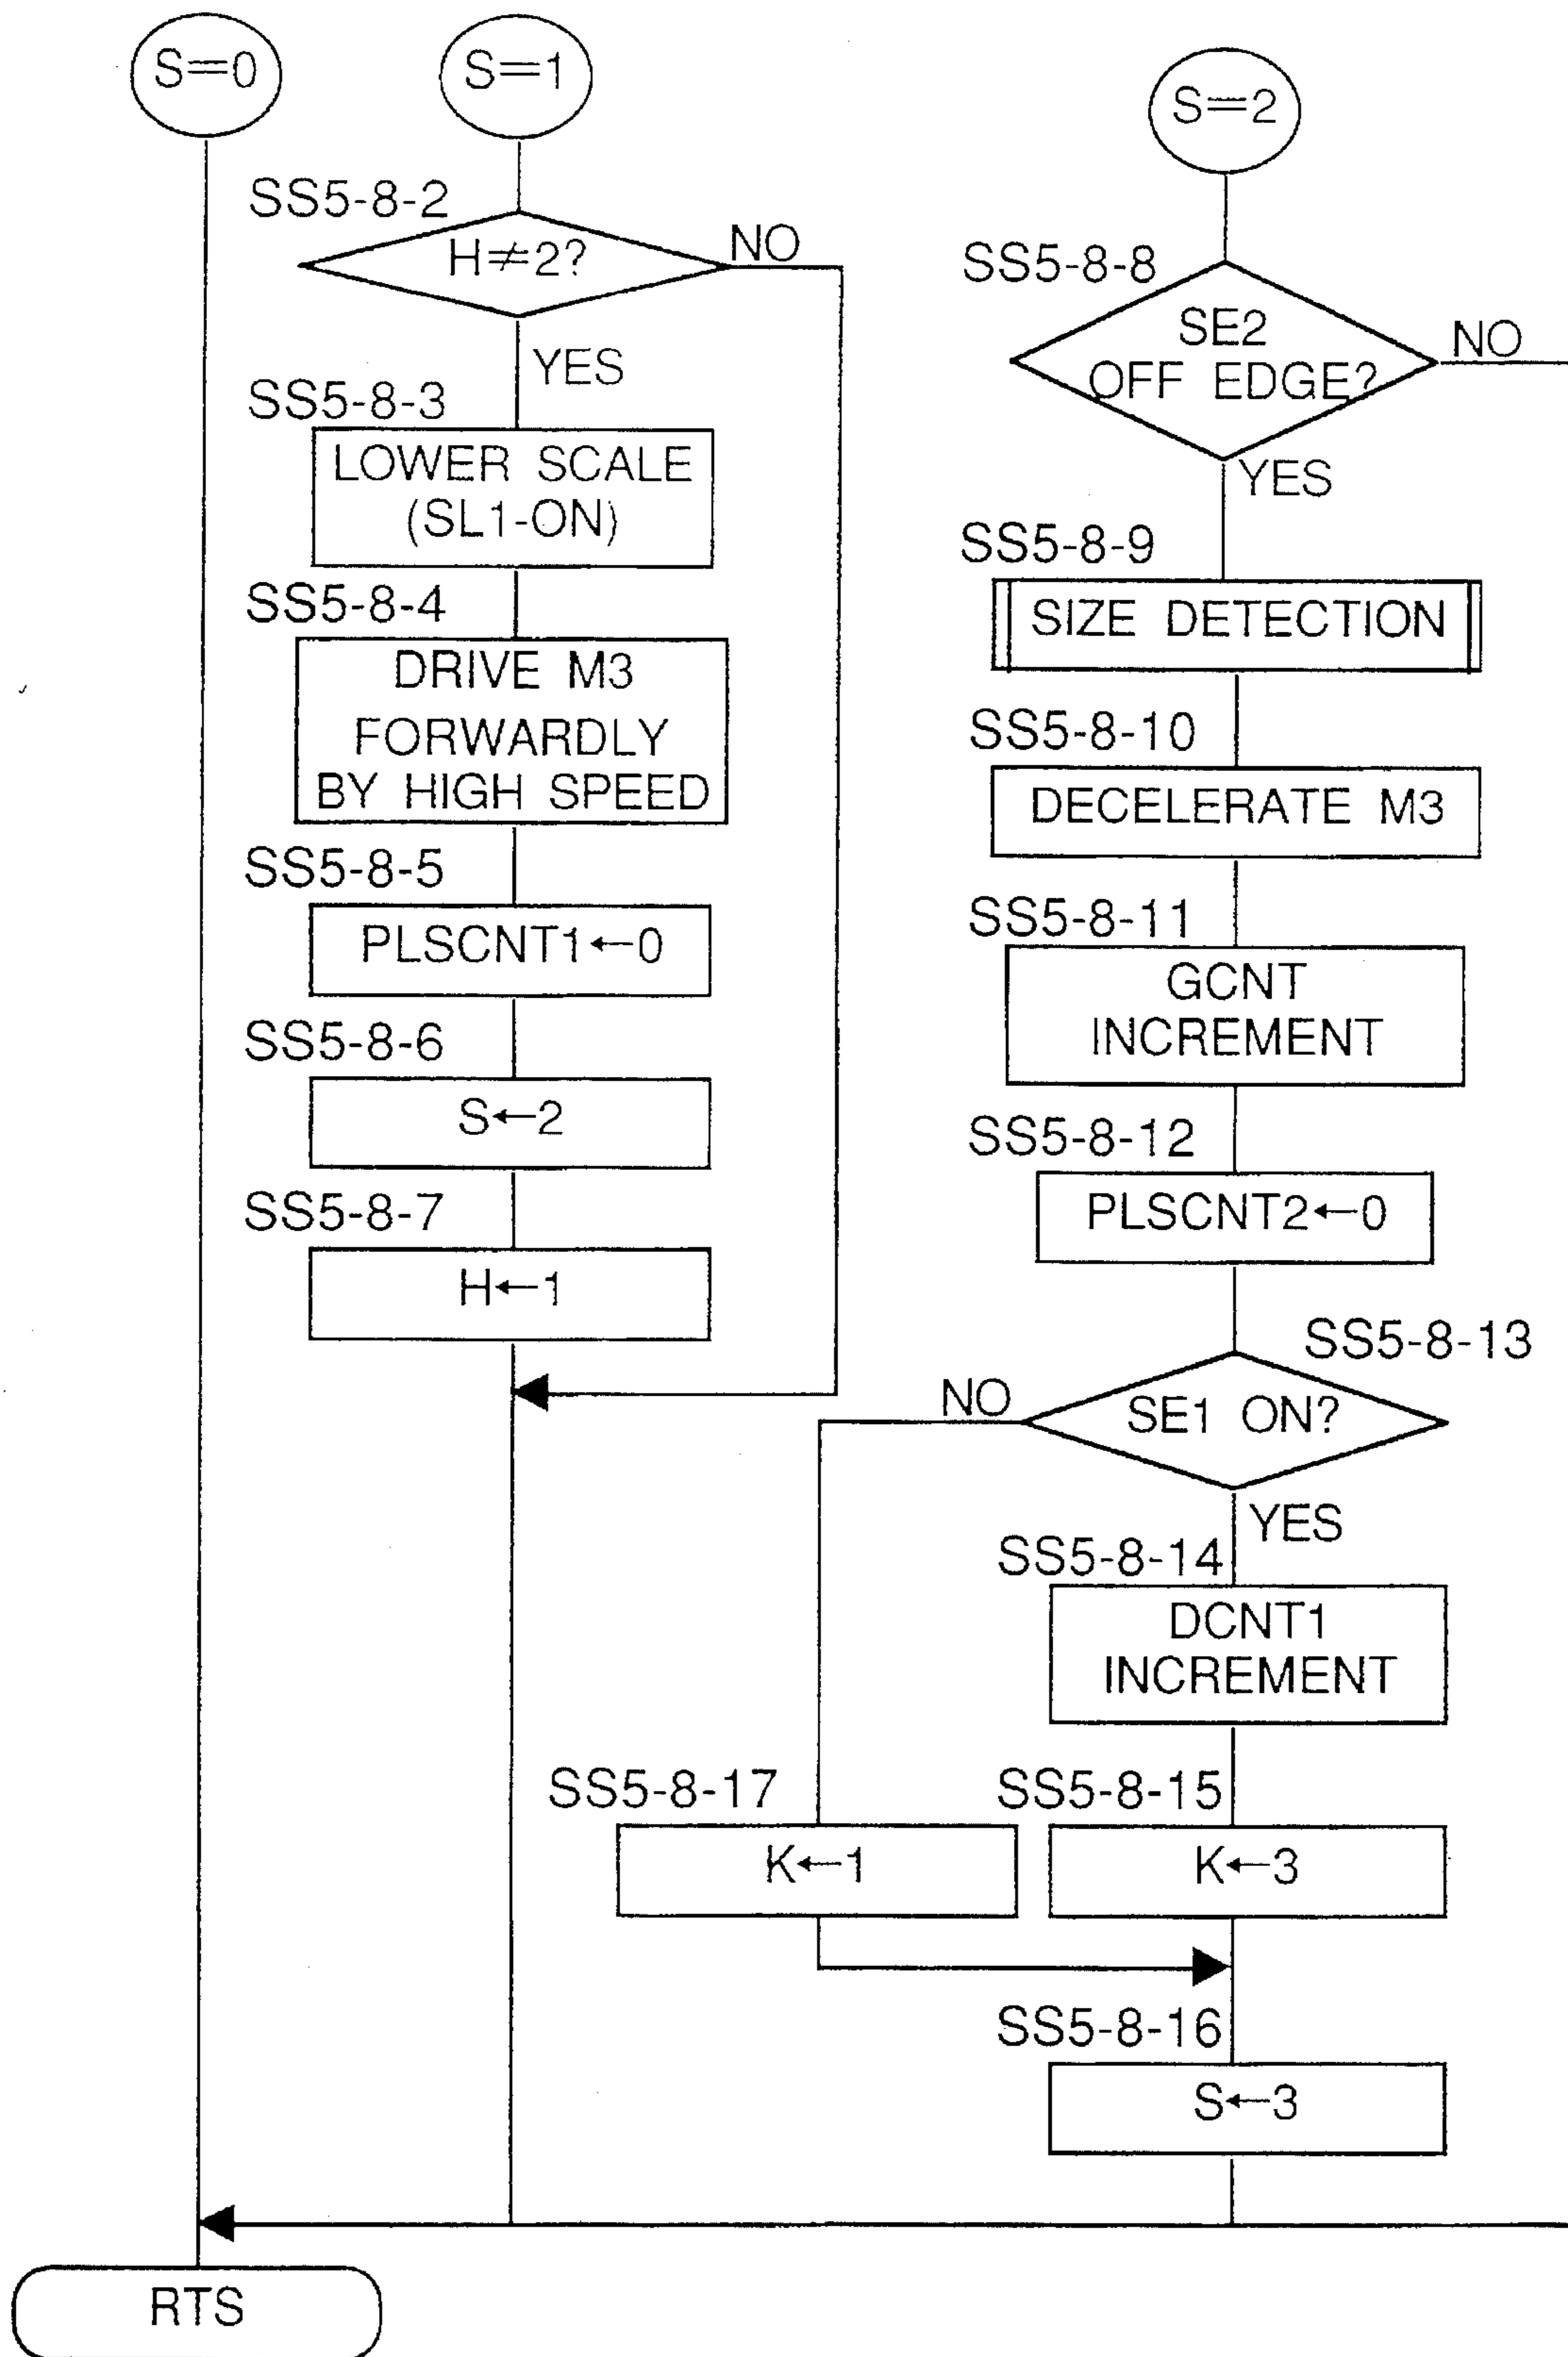 S=0
S=1
SS5-8-2
H≠2?
NO
YES
SS5-8-3
LOWER SCALE
(SL1-ON)
SS5-8-4
DRIVE M3
FORWARDLY
BY HIGH SPEED
SS5-8-5
PLSCNT1←0
SS5-8-6
S←2
SS5-8-7
H←1
S=2
SS5-8-8
SE2
OFF EDGE?
NO
YES
SS5-8-9
SIZE DETECTION
SS5-8-10
DECELERATE M3
SS5-8-11
GCNT
INCREMENT
SS5-8-12
PLSCNT2←0
SS5-8-13
SE1 ON?
NO
YES
SS5-8-14
DCNT1
INCREMENT
SS5-8-17
K←1
SS5-8-15
K←3
SS5-8-16
S←3
RTS